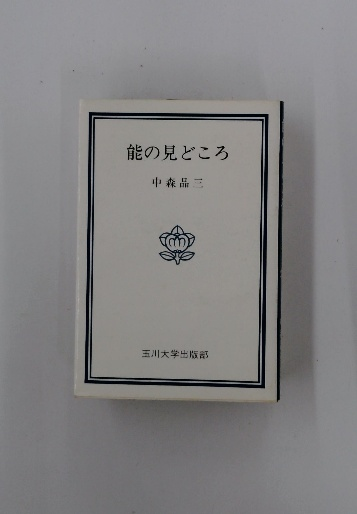 能の見どころ
中森晶三
玉川大学出版部